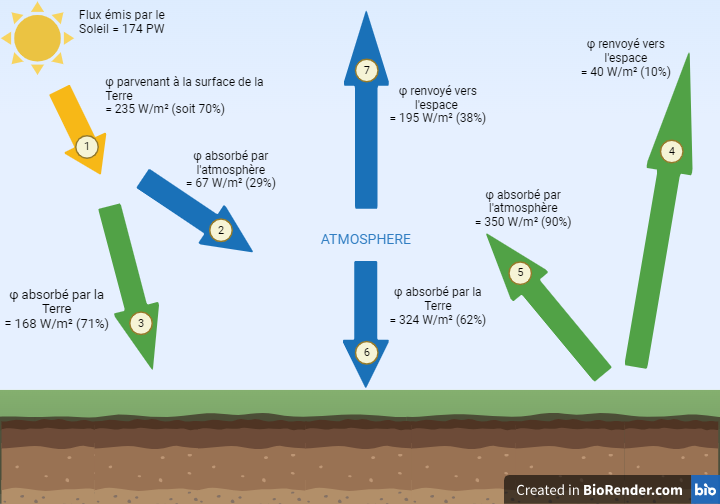 Flux émis par le
Soleil = 174 PW
φ parvenant à la surface de la
Terre
= 235 W/m² (soit 70%)
1
φ absorbé par
l'atmosphère
= 67 W/m² (29%)
2
φ absorbé par la
Terre
= 168 W/m² (71%)
3
7
φ renvoyé vers
l'espace
= 195 W/m² (38%)
ATMOSPHERE
φ absorbé par la
Terre
= 324 W/m² (62%)
6
φ renvoyé vers
l'espace
= 40 W/m² (10%)
4
φ absorbé par
l'atmosphère
= 350 W/m² (90%)
5
Created in BioRender.com bio